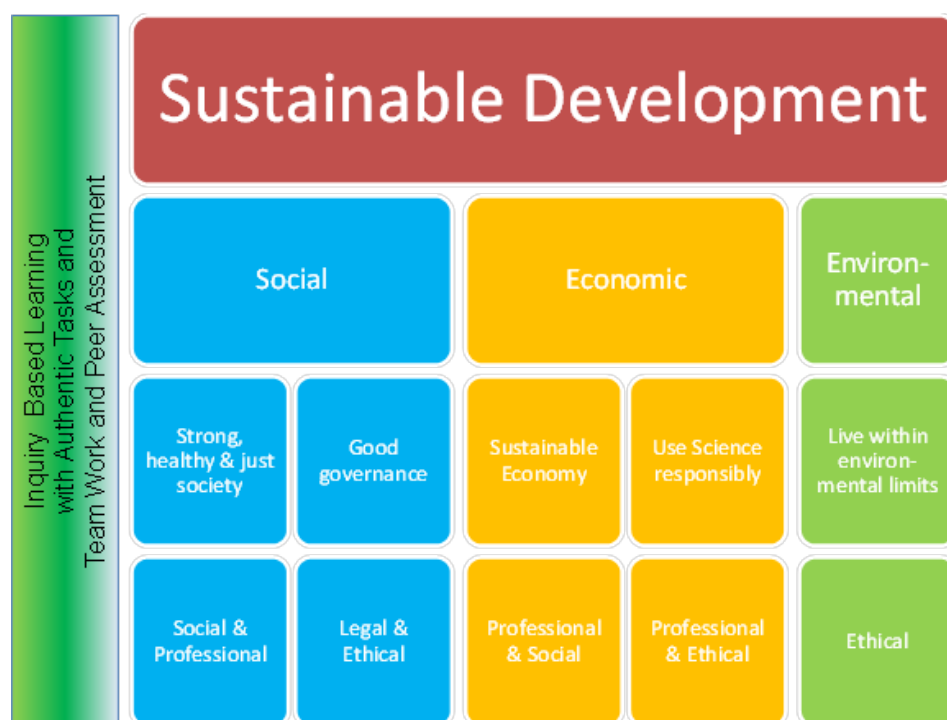 Inquiry Based Learning
with Authentic Tasks and
Team Work and Peer Assessment
Sustainable Development
Social
Economic
Environ-
mental
Strong,
healthy & just
society
Good
governance
Sustainable
Economy
Use Science
responsibly
Live within
environ-
mental limits
Social &
Professional
Legal &
Ethical
Professional
& Social
Professional
& Ethical
Ethical